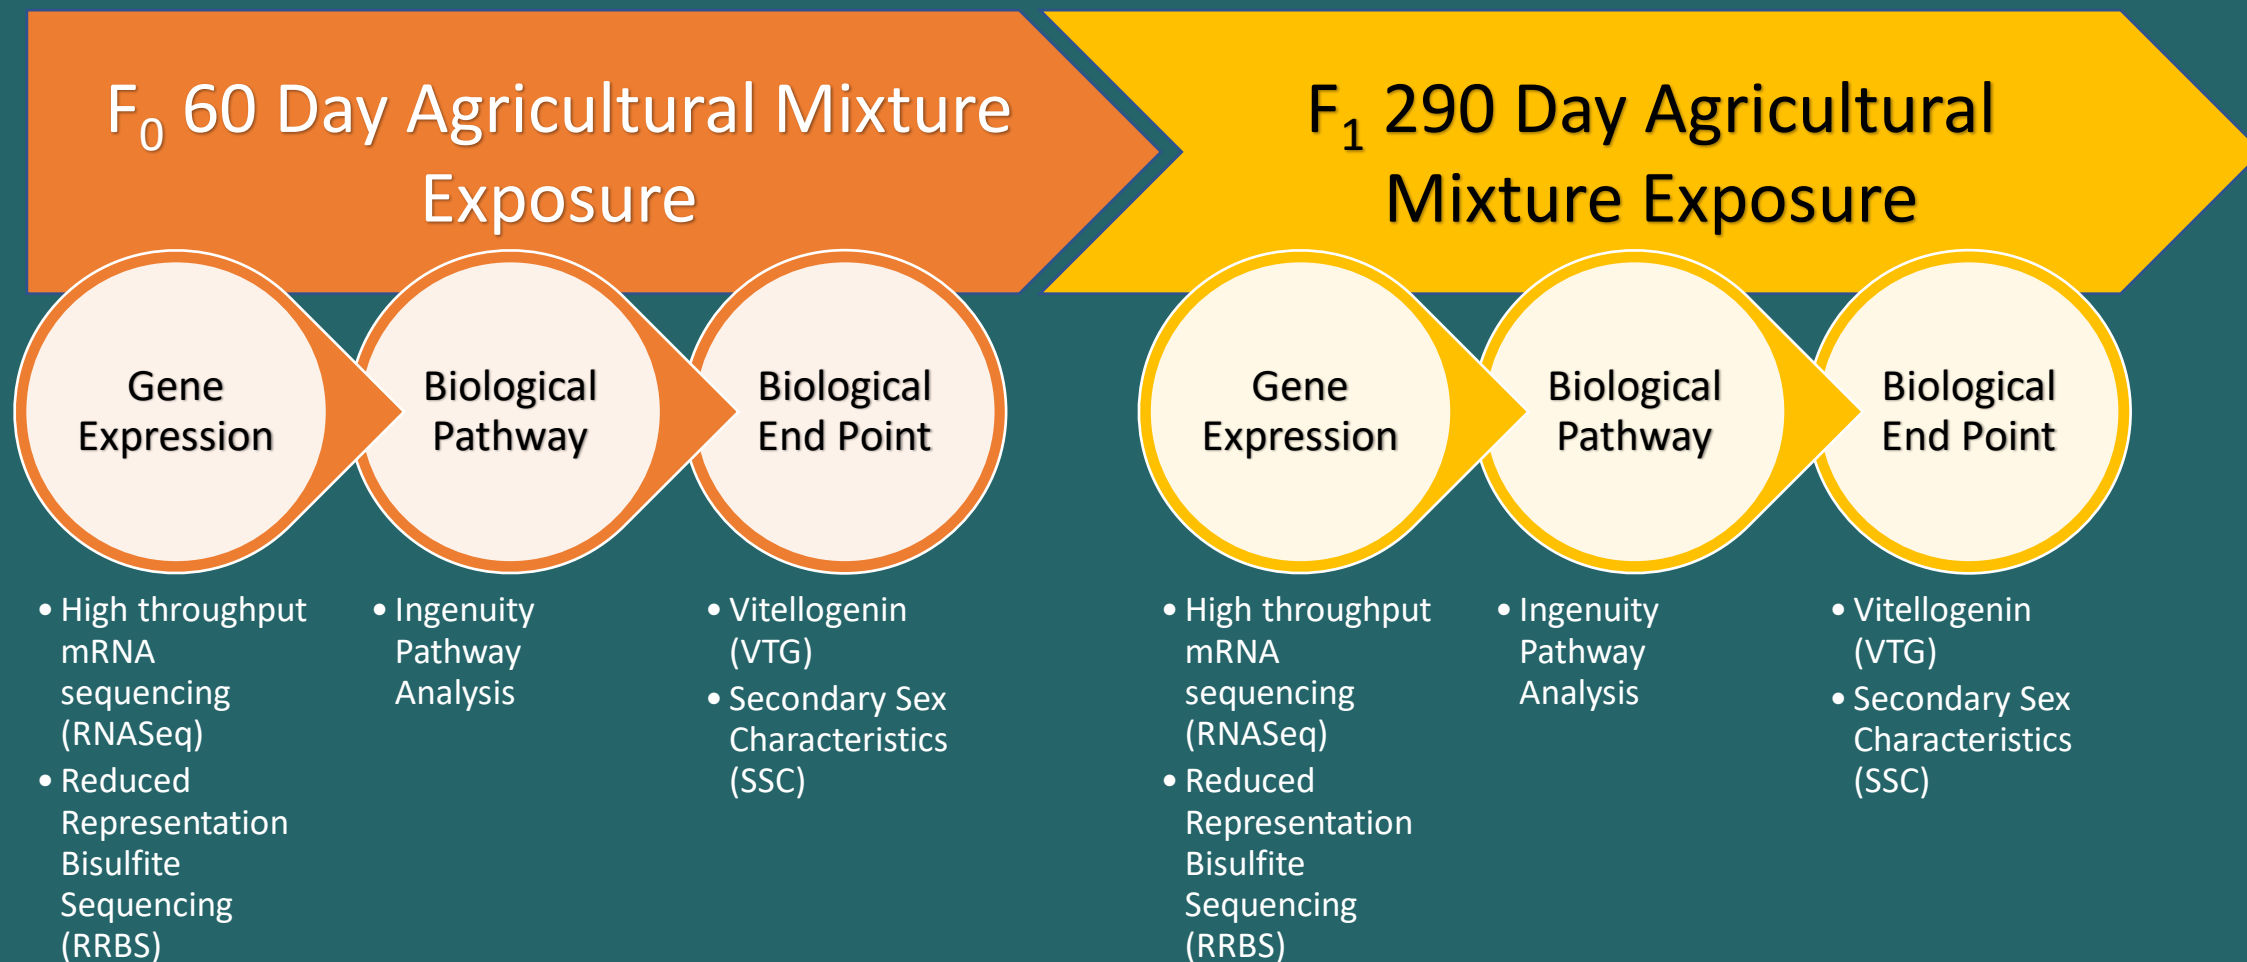 F₀ 60 Day Agricultural Mixture
Exposure
Gene
Expression
Biological
Pathway
Biological
End Point
• High throughput
mRNA
sequencing
(RNASeq)
• Reduced
Representation
Bisulfite
Sequencing
(RRBS)
• Ingenuity
Pathway
Analysis
• Vitellogenin
(VTG)
• Secondary Sex
Characteristics
(SSC)
F₁ 290 Day Agricultural
Mixture Exposure
Gene
Expression
Biological
Pathway
Biological
End Point
• High throughput
mRNA
sequencing
(RNASeq)
• Reduced
Representation
Bisulfite
Sequencing
(RRBS)
• Ingenuity
Pathway
Analysis
• Vitellogenin
(VTG)
• Secondary Sex
Characteristics
(SSC)